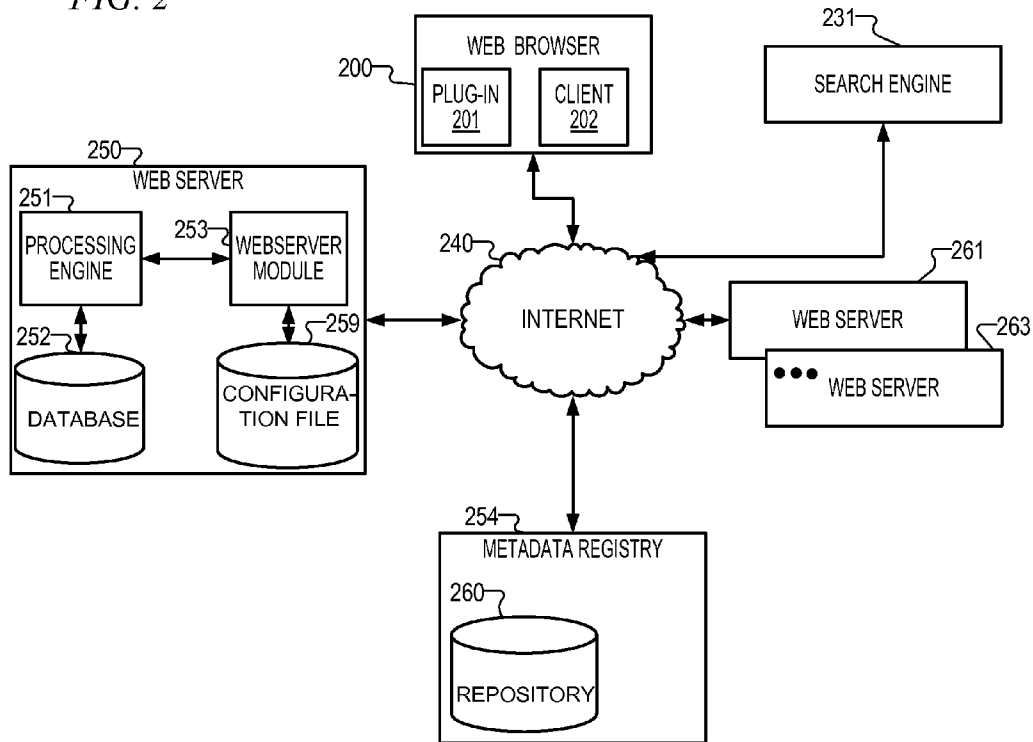 FIG. 2
WEB BROWSER
200
PLUG-IN
201
CLIENT
202
231
SEARCH ENGINE
250
WEB SERVER
251
PROCESSING
ENGINE
253
WEBSERVER
MODULE
252
DATABASE
259
CONFIGURA-
TION FILE
240
INTERNET
261
WEB SERVER
263
WEB SERVER
254
METADATA REGISTRY
260
REPOSITORY